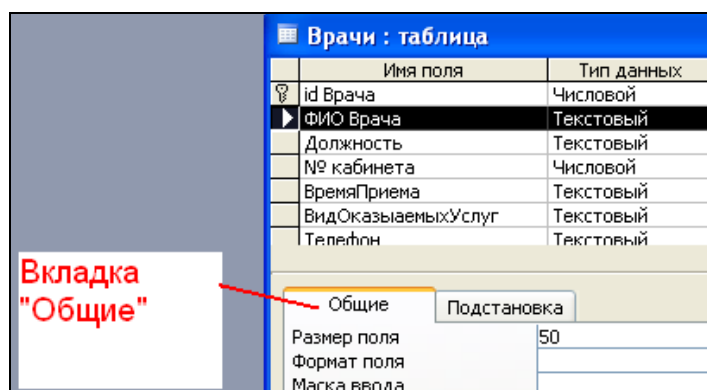 Врачи : таблица
Имя поля Тип данных
id Врача Числовой
ФИО Врача Текстовый
Должность Текстовый
№ кабинета Числовой
ВремяПриема Текстовый
ВидОказыаемыхУслуг Текстовый
Телефон Текстовый
Вкладка
"Общие"
Общие Подстановка
Размер поля 50
Формат поля
Маска ввода